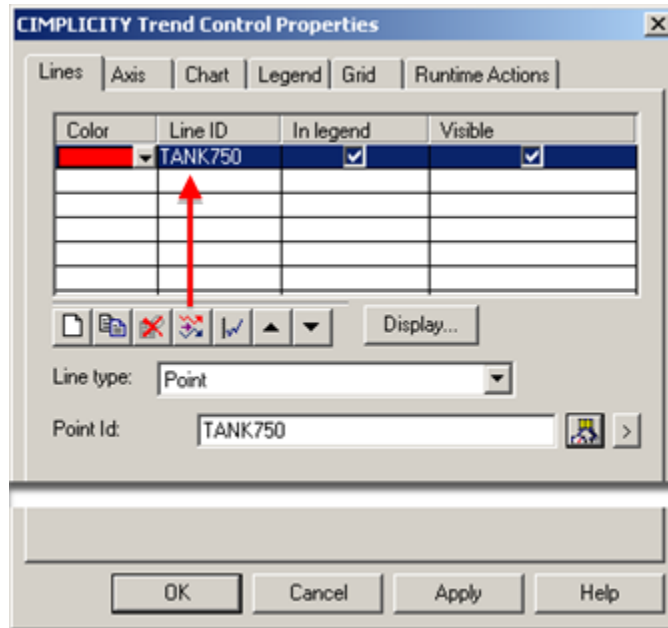 CIMPLICITY Trend Control Properties
Lines Axis Chart Legend Grid Runtime Actions
Color Line ID In legend Visible
TANK750
Display...
Line type: Point
Point Id: TANK750
>
OK Cancel Apply Help